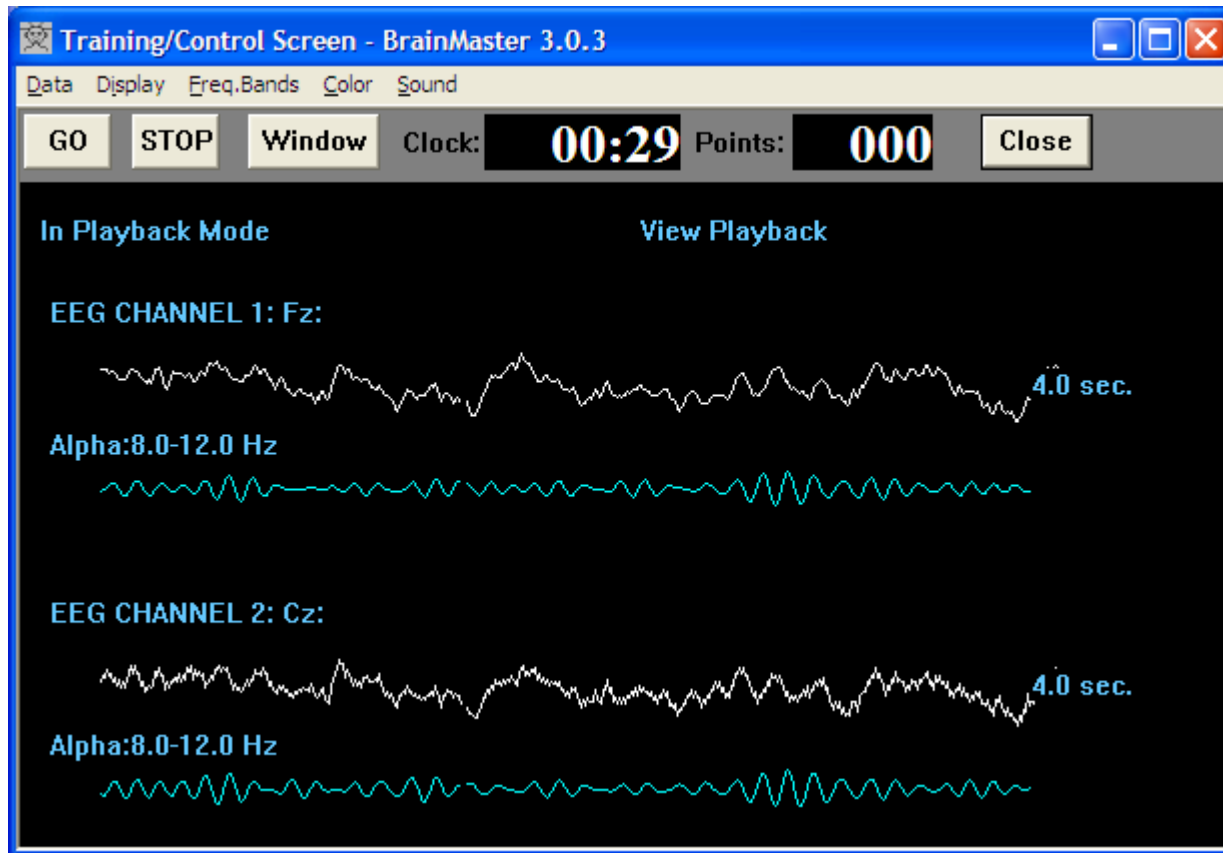 Training/Control Screen - BrainMaster 3.0.3
Data Display Freq.Bands Color Sound
GO STOP Window Clock: 00:29 Points: 000 Close
In Playback Mode View Playback
EEG CHANNEL 1: Fz:
4.0 sec.
Alpha:8.0-12.0 Hz
EEG CHANNEL 2: Cz:
4.0 sec.
Alpha:8.0-12.0 Hz